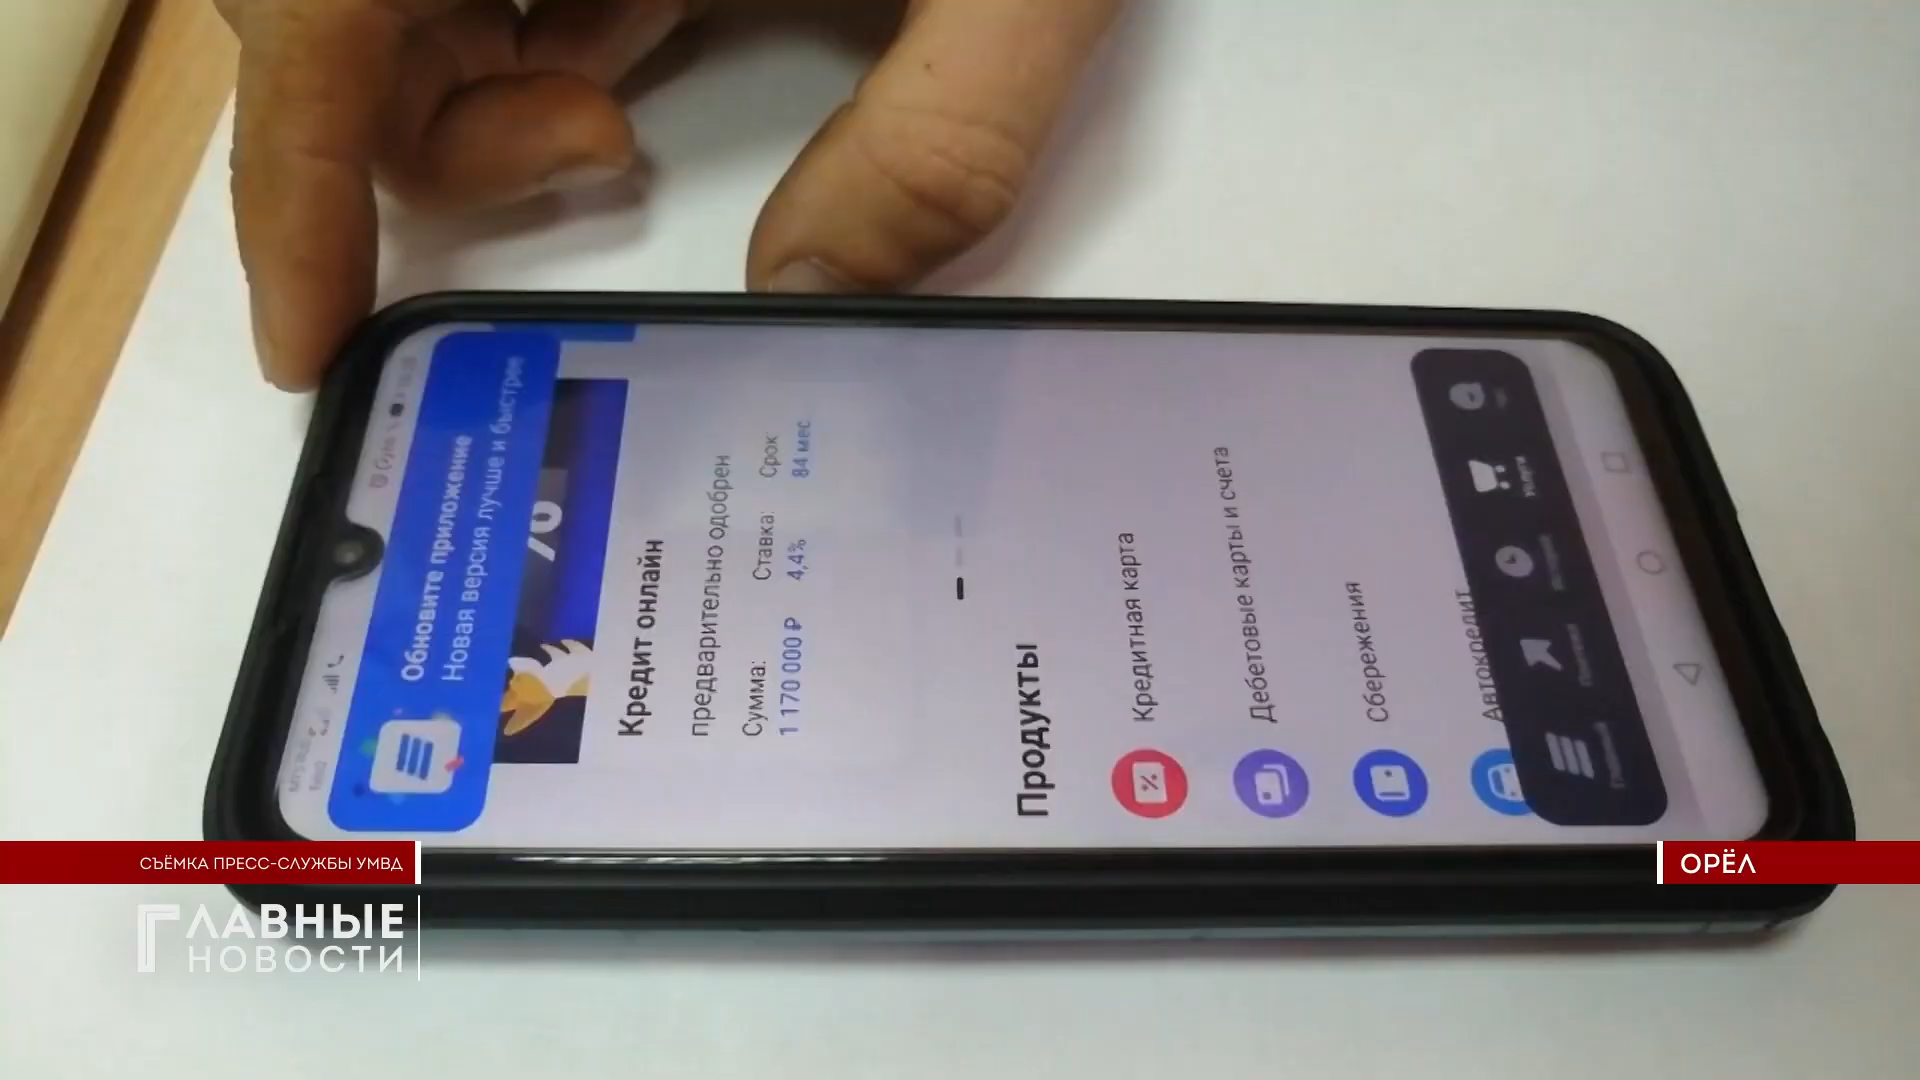 Обновите приложение
Новая версия лучше и быстрее
%
Кредит онлайн
предварительно одобрен
Сумма: Ставка: Срок:
1 170 000 ₽ 4,4% 84 мес
Продукты
Кредитная карта
Дебетовые карты и счета
Сбережения
Автокредит
Услуги
СЪЁМКА ПРЕСС-СЛУЖБЫ УМВД
ОРЁЛ
ГЛАВНЫЕ
НОВОСТИ